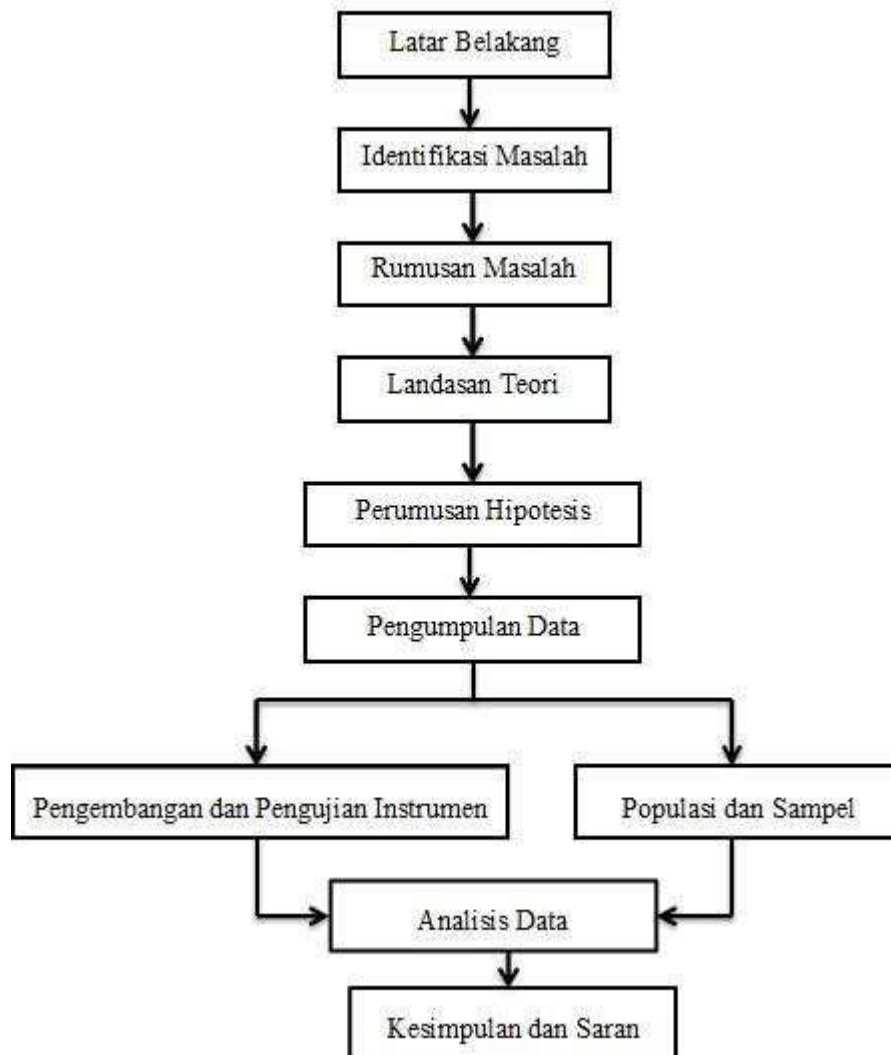 Latar Belakang
Identifikasi Masalah
Rumusan Masalah
Landasan Teori
Perumusan Hipotesis
Pengumpulan Data
Pengembangan dan Pengujian Instrumen
Populasi dan Sampel
Analisis Data
Kesimpulan dan Saran